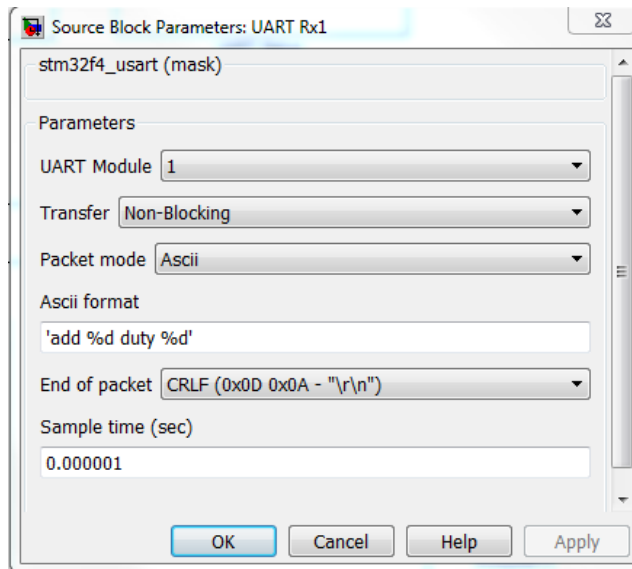 Source Block Parameters: UART Rx1
stm32f4_usart (mask)
Parameters
UART Module 1
Transfer Non-Blocking
Packet mode Ascii
Ascii format
'add %d duty %d'
End of packet CRLF (0x0D 0x0A - "\r\n")
Sample time (sec)
0.000001
OK Cancel Help Apply